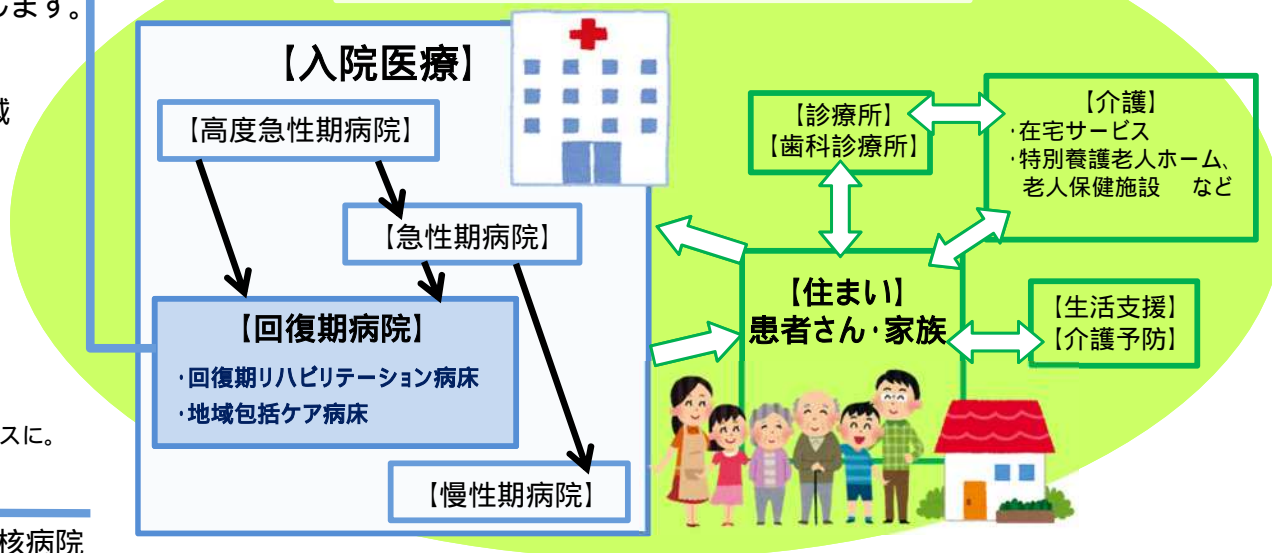 します。
【入院医療】
域
【高度急性期病院】
【急性期病院】
【回復期病院】
・回復期リハビリテーション病床
・地域包括ケア病床
【慢性期病院】
スに。
核病院
【診療所】
【歯科診療所】
【介護】
・在宅サービス
・特別養護老人ホーム、
老人保健施設　など
【住まい】
患者さん・家族
【生活支援】
【介護予防】